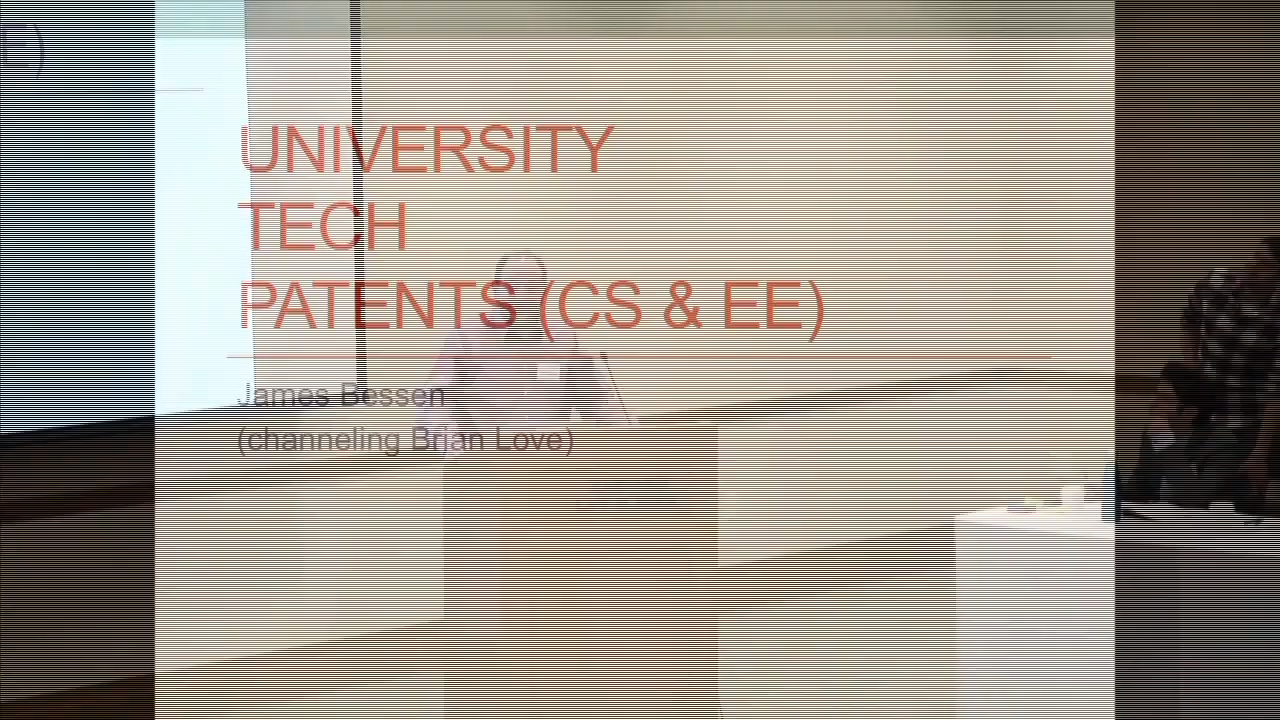 E)
UNIVERSITY
TECH
PATENTS (CS & EE)
James Bessen
(channeling Brian Love)